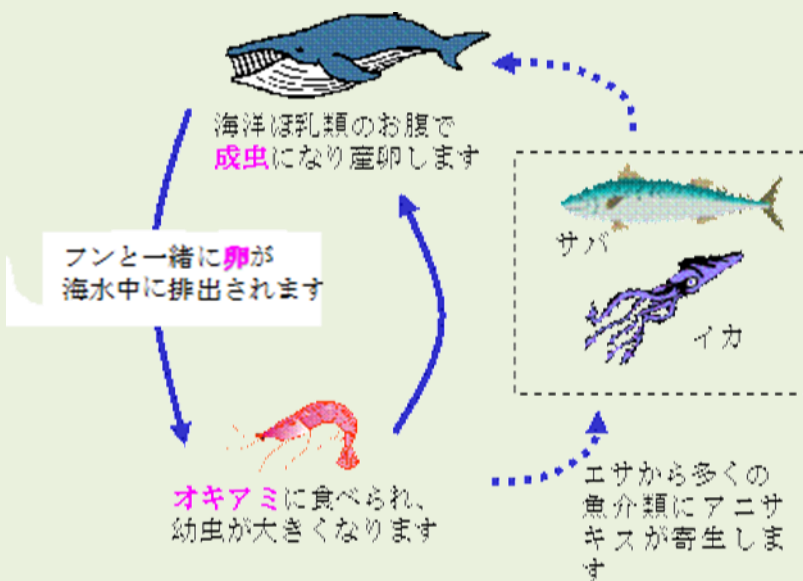 海洋ほ乳類のお腹で
成虫になり産卵します
サバ
イカ
フンと一緒に卵が
海水中に排出されます
オキアミに食べられ、
幼虫が大きくなります
エサから多くの
魚介類にアニサ
キスが寄生しま
す